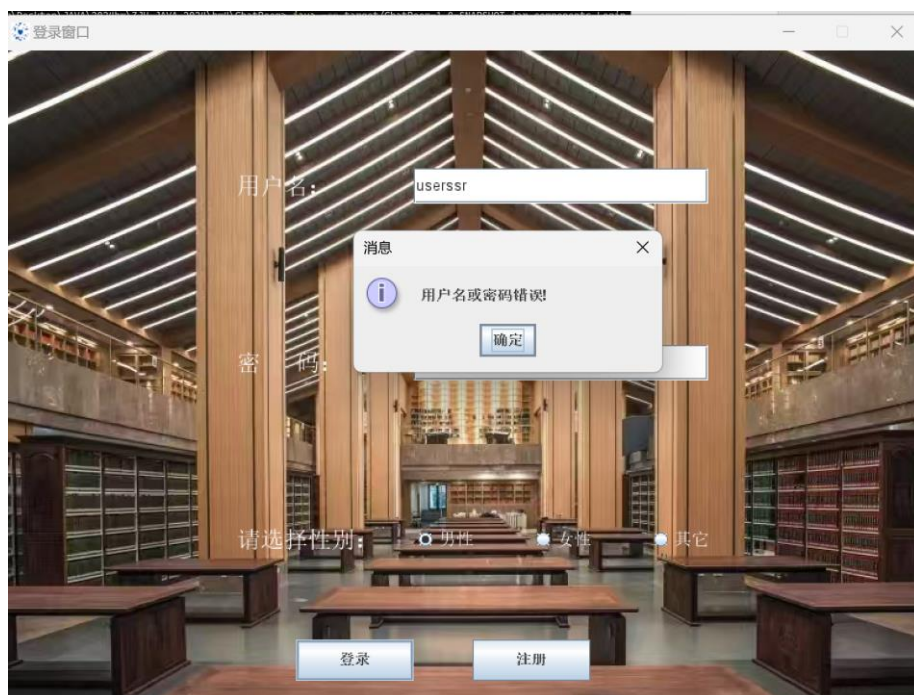 登录窗口
用户名：
userssr
消息
用户名或密码错误!
确定
密 码：
请选择性别：
男性
女性
其它
登录
注册